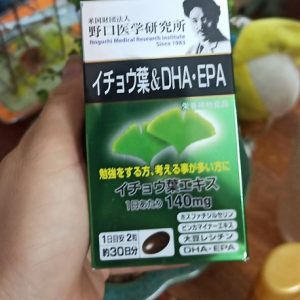 米国財団法人
野口医学研究所
Noguchi Medical Research Institute
Since 1983
イチョウ葉&DHA・EPA
栄養補助食品
勉強をする方、考える事が多い方に
イチョウ葉エキス
1日あたり 140mg
1日目安 2粒
約30日分
ホスファチジルセリン
ビンカマイナーエキス
大豆レシチン
DHA・EPA